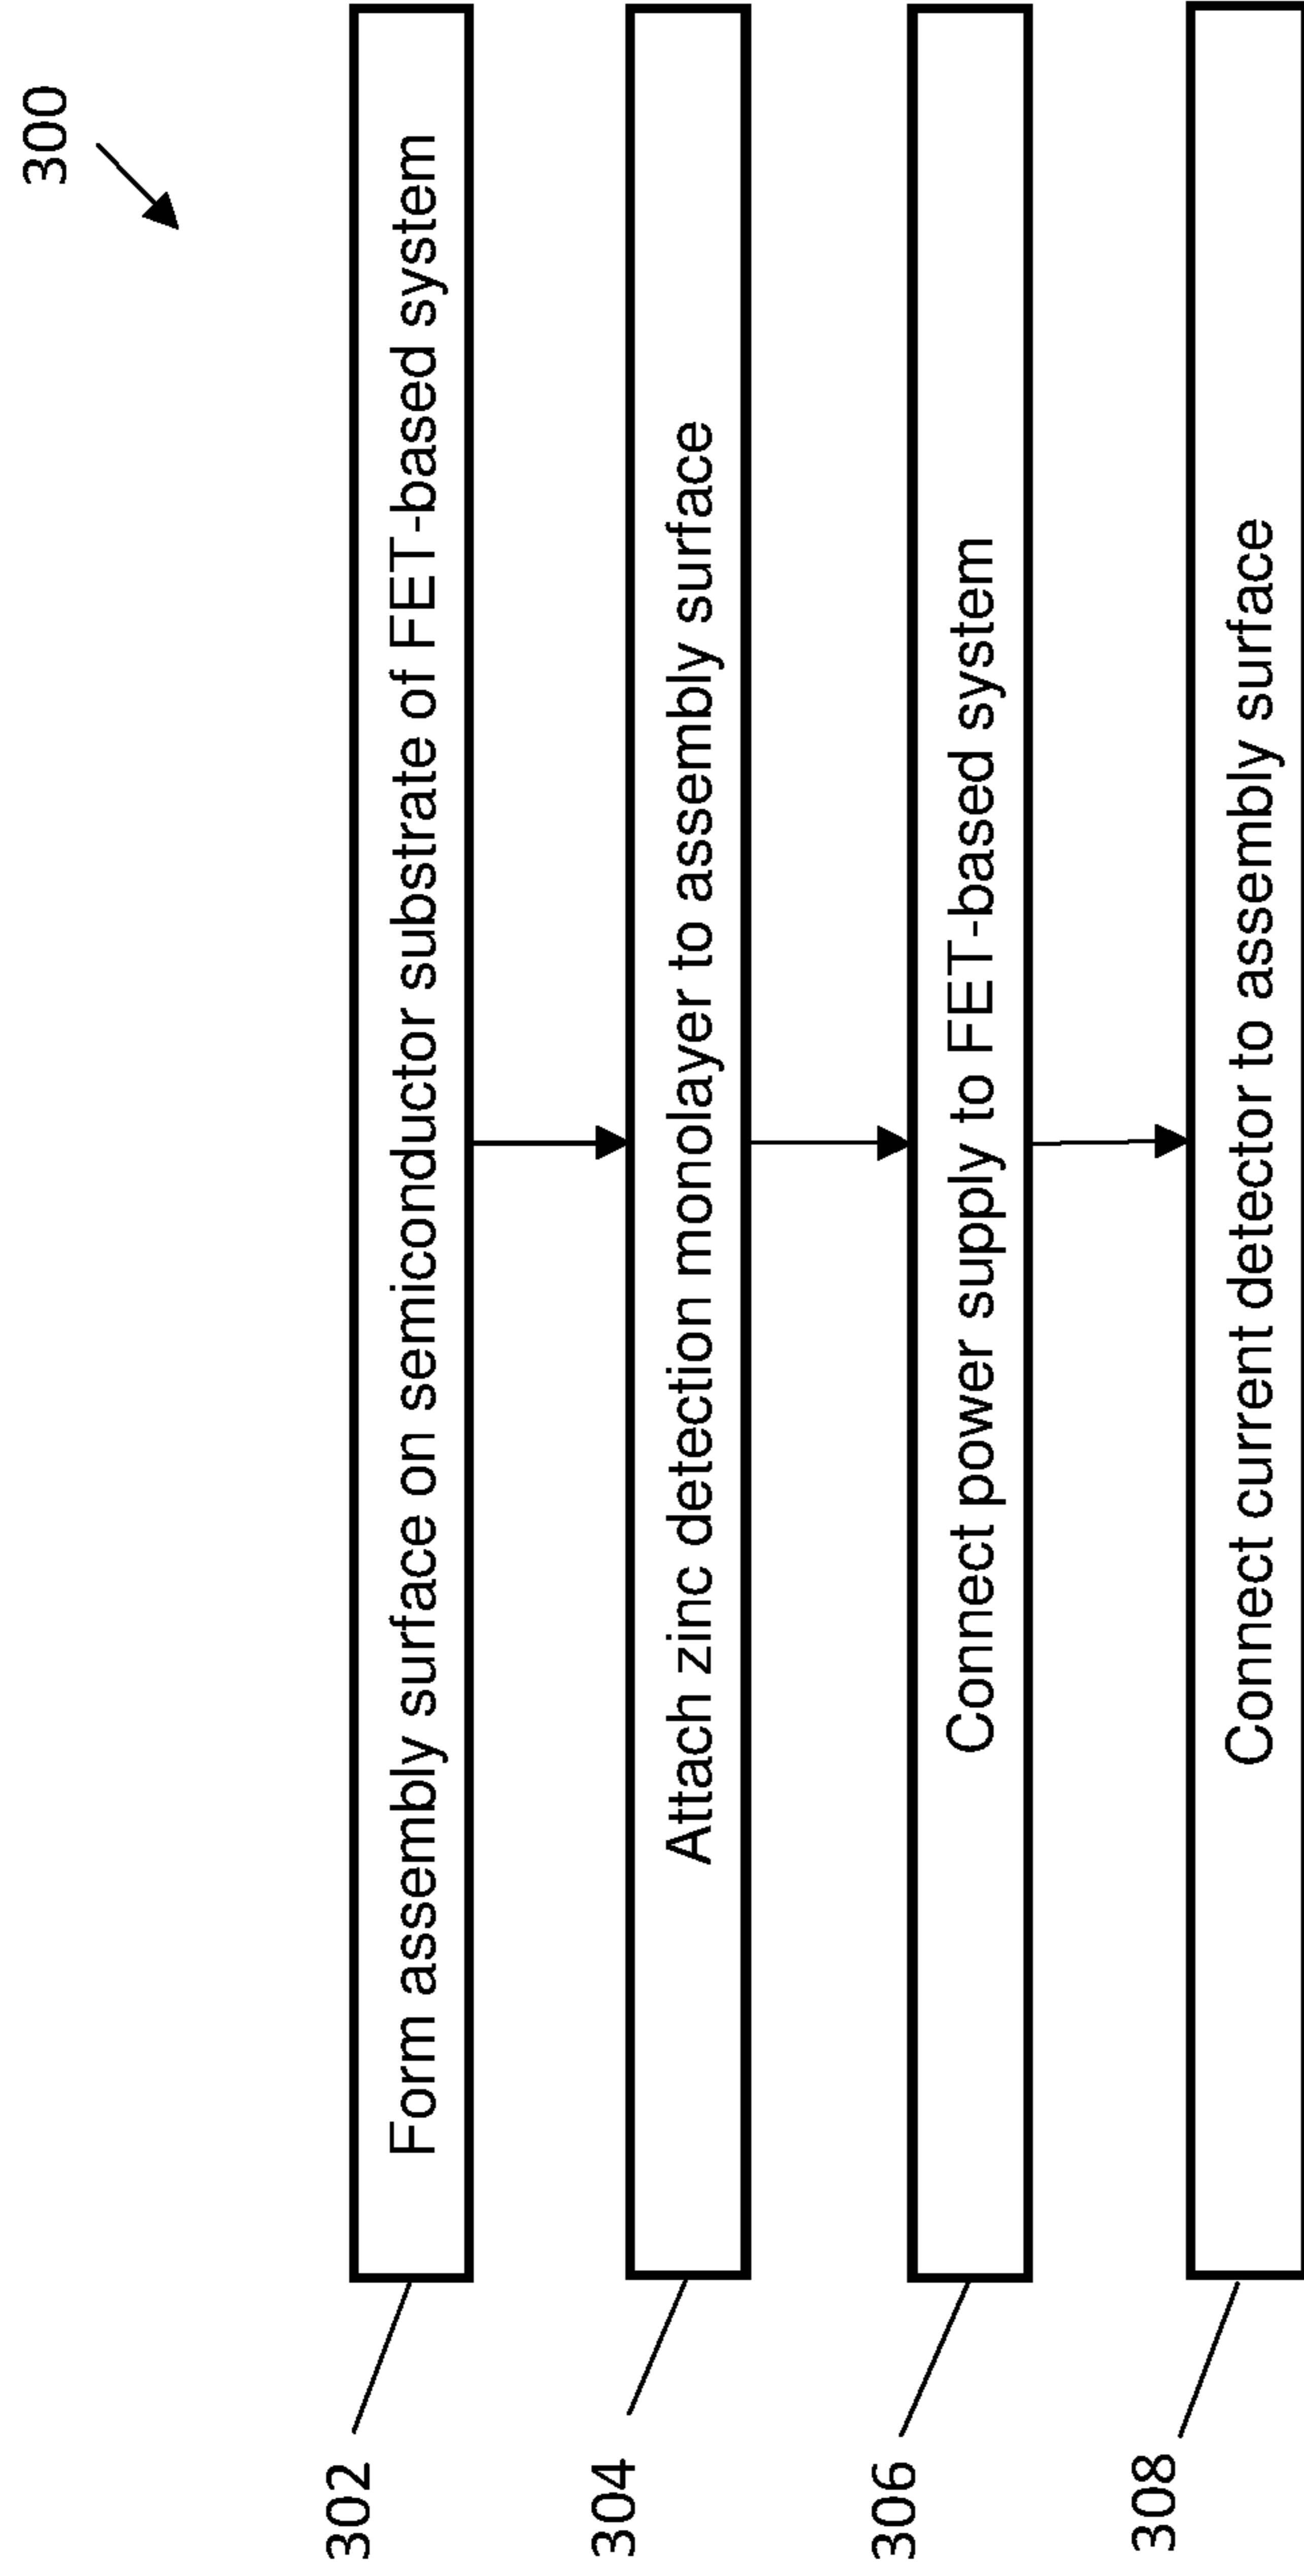 300
302
Form assembly surface on semiconductor substrate of FET-based system
304
Attach zinc detection monolayer to assembly surface
306
Connect power supply to FET-based system
308
Connect current detector to assembly surface